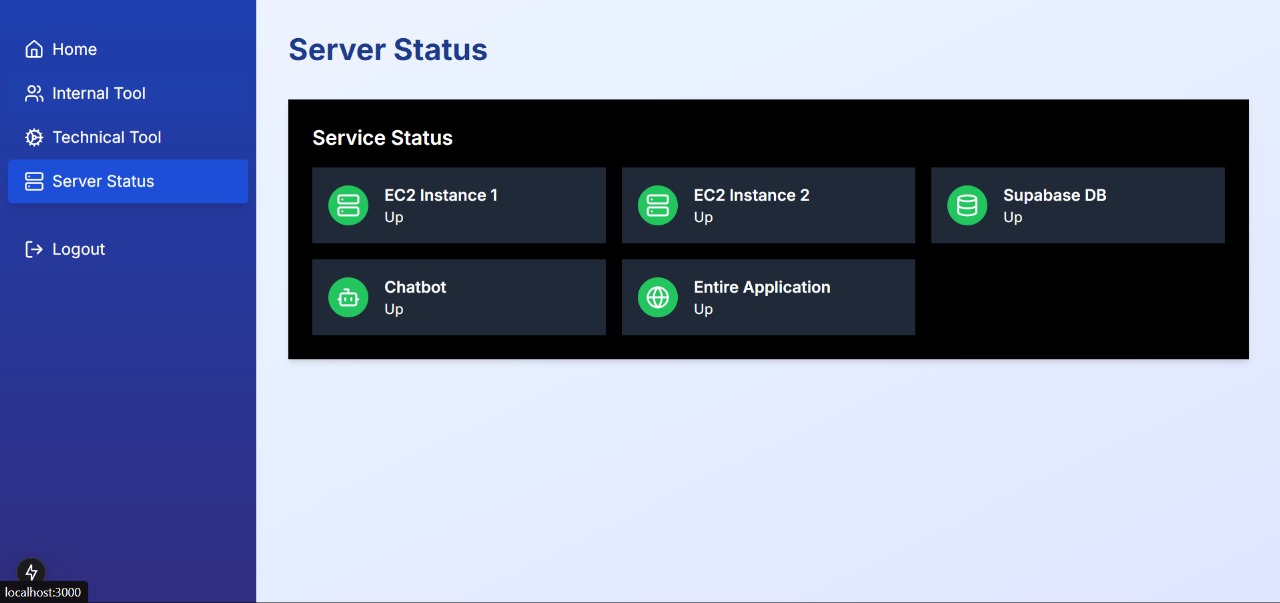 Home
Internal Tool
Technical Tool
Server Status
Logout
localhost:3000
Server Status
Service Status
EC2 Instance 1
Up
EC2 Instance 2
Up
Supabase DB
Up
Chatbot
Up
Entire Application
Up